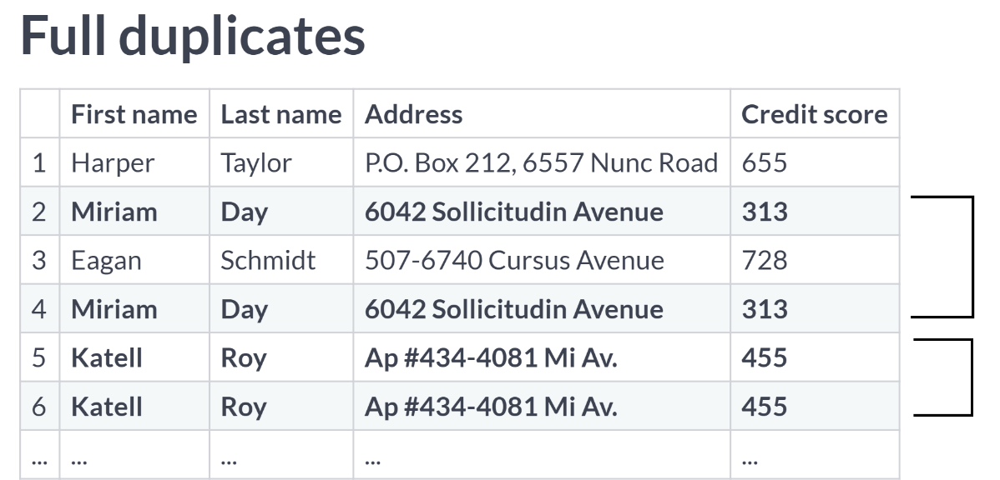 Full duplicates
First name Last name Address Credit score
1 Harper Taylor P.O. Box 212, 6557 Nunc Road 655
2 Miriam Day 6042 Sollicitudin Avenue 313
3 Eagan Schmidt 507-6740 Cursus Avenue 728
4 Miriam Day 6042 Sollicitudin Avenue 313
5 Katell Roy Ap #434-4081 Mi Av. 455
6 Katell Roy Ap #434-4081 Mi Av. 455
... ... ... ... ...